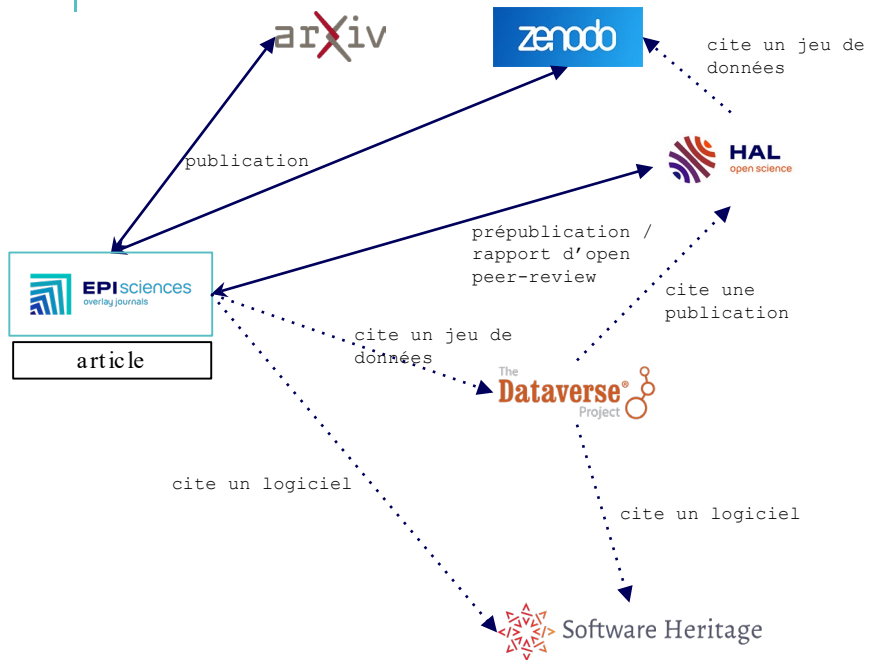 arXiv
zenodo
cite un jeu de
données
publication
HAL
open science
prépublication /
rapport d’open
peer-review
EPIsciences
overlay journals
cite une
publication
article
cite un jeu de
données
The
Dataverse®
Project
cite un logiciel
cite un logiciel
Software Heritage